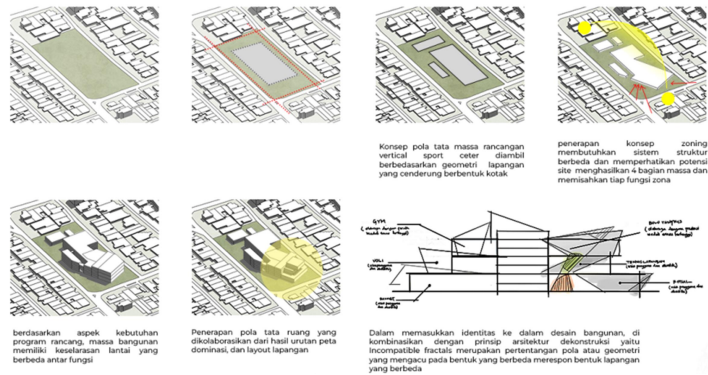 Konsep pola tata massa rancangan
vertical sport ceter diambil
berbedasarkan geometri lapangan
yang cenderung berbentuk kotak
penerapan konsep zoning
membutuhkan sistem struktur
berbeda dan memperhatikan potensi
site menghasilkan 4 bagian massa dan
memisahkan tiap fungsi zona
GYM
VOLI
TENNIS LAPANGAN
FUTSAL
berdasarkan aspek kebutuhan
program rancang, massa bangunan
memiliki keselarasan lantai yang
berbeda antar fungsi
Penerapan pola tata ruang yang
dikolaborasikan dari hasil urutan peta
dominasi, dan layout lapangan
Dalam memasukkan identitas ke dalam desain bangunan, di
kombinasikan dengan prinsip arsitektur dekonstruksi yaitu
Incompatible fractals merupakan pertentangan pola atau geometri
yang mengacu pada bentuk yang berbeda merespon bentuk lapangan
yang berbeda